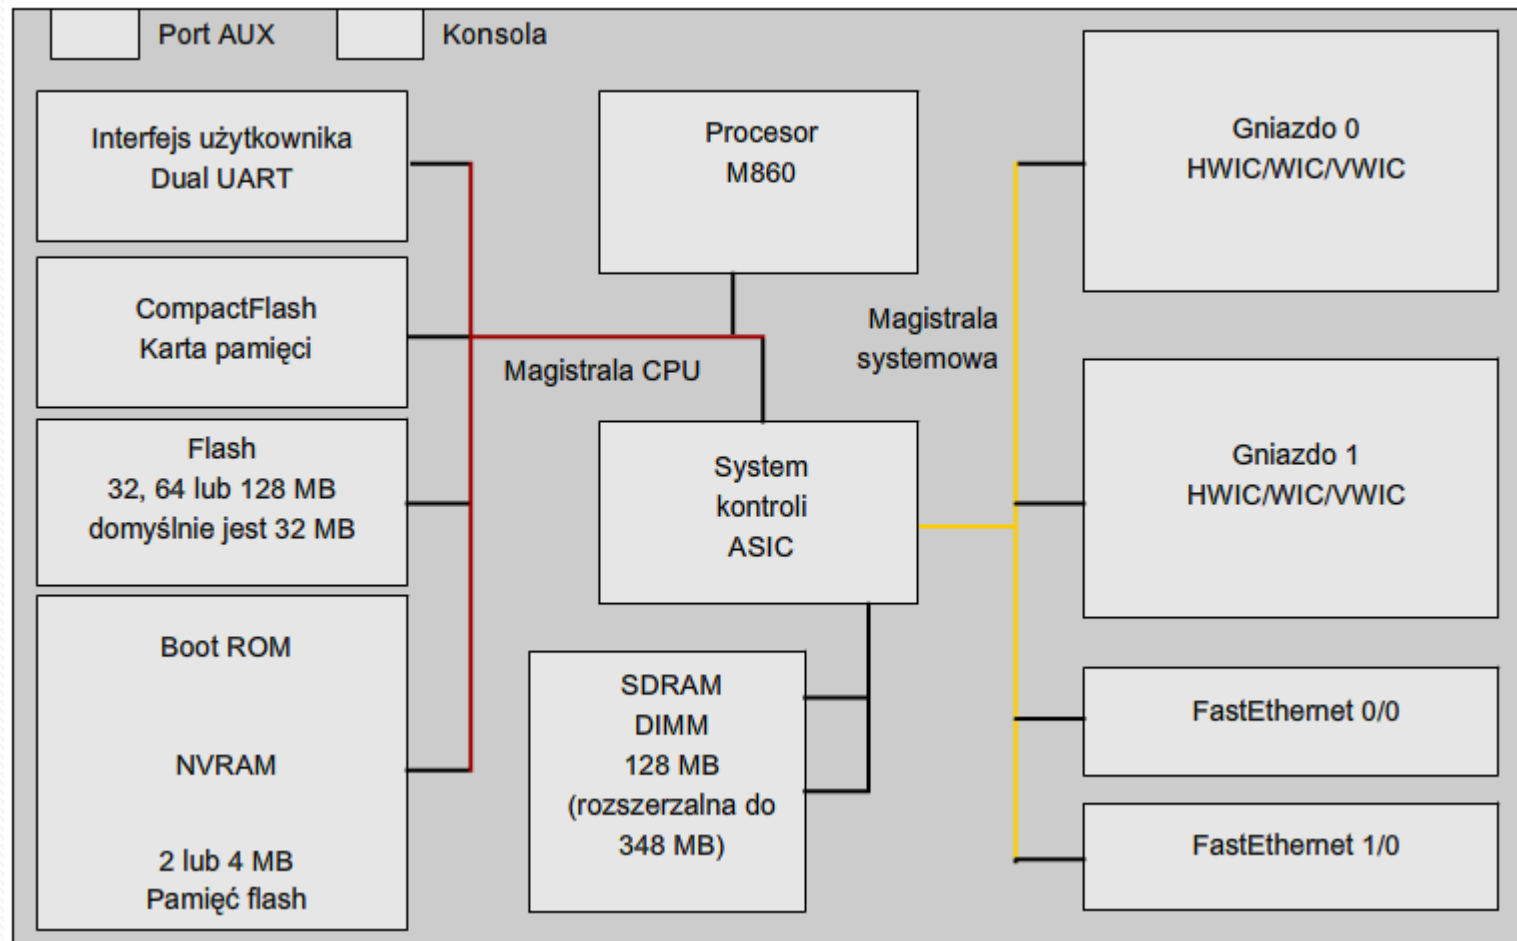 Port AUX
Konsola
Interfejs użytkownika
Dual UART
CompactFlash
Karta pamięci
Flash
32, 64 lub 128 MB
domyślnie jest 32 MB
Boot ROM
NVRAM
2 lub 4 MB
Pamięć flash
Procesor
M860
Magistrala CPU
System
kontroli
ASIC
SDRAM
DIMM
128 MB
(rozszerzalna do
348 MB)
Magistrala
systemowa
Gniazdo 0
HWIC/WIC/VWIC
Gniazdo 1
HWIC/WIC/VWIC
FastEthernet 0/0
FastEthernet 1/0